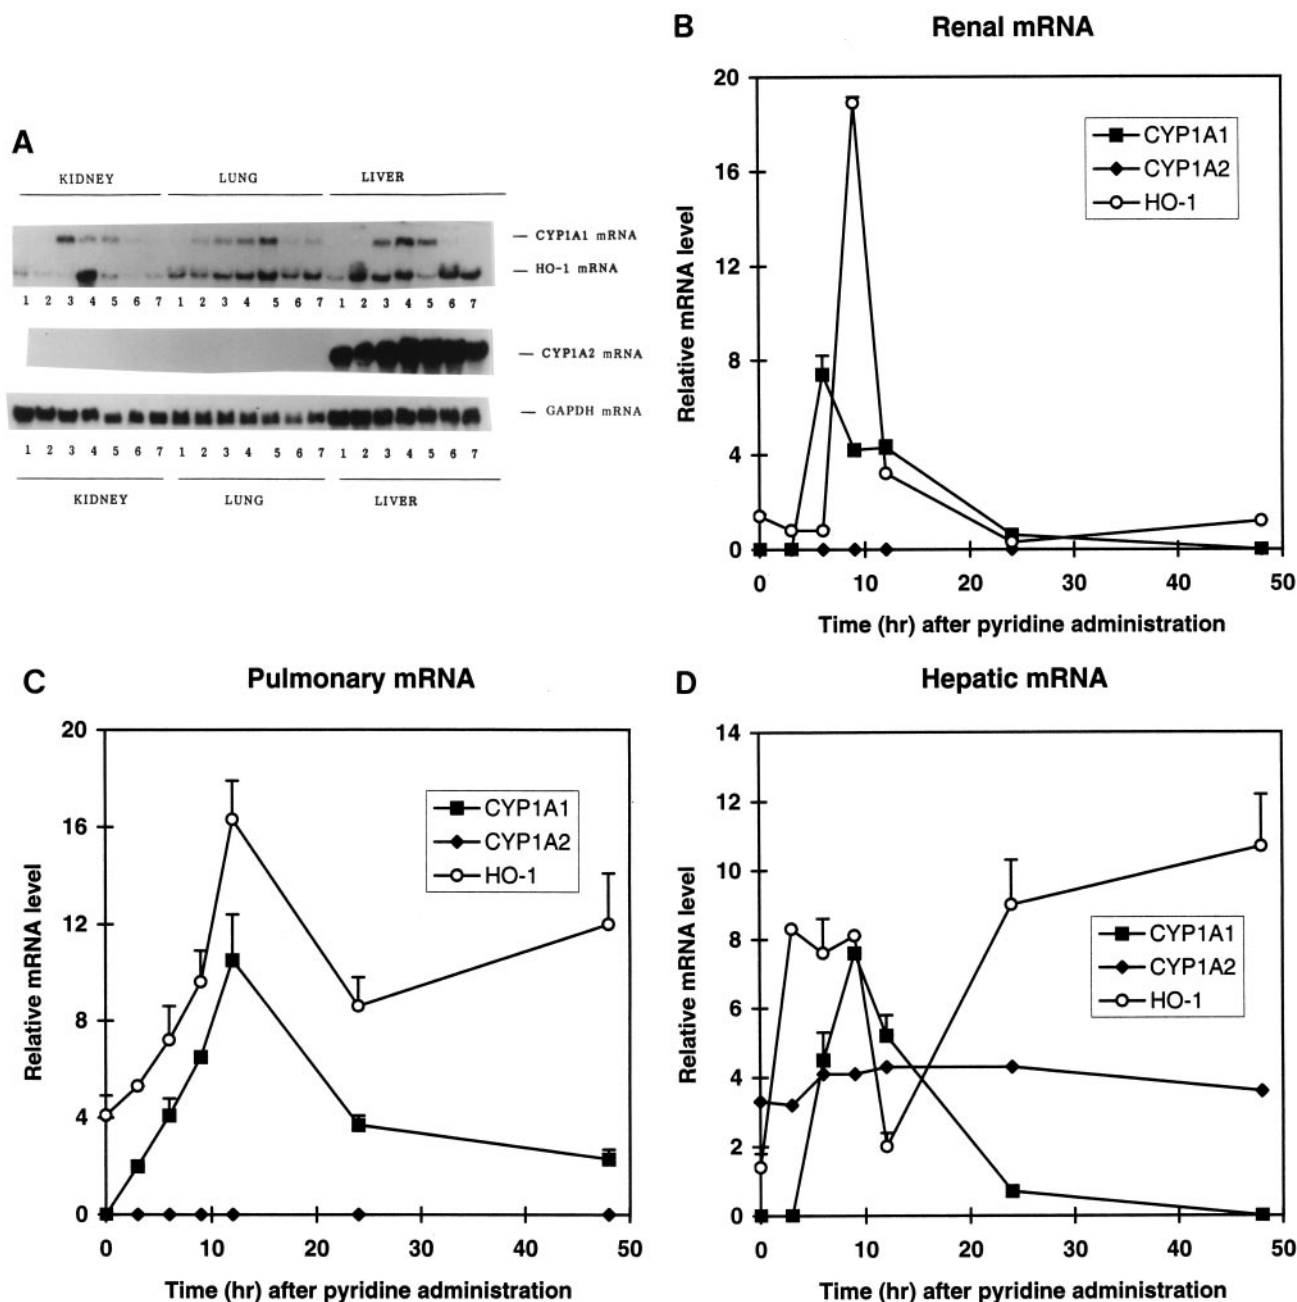 A
KIDNEY LUNG LIVER
— CYP1A1 mRNA
— HO-1 mRNA
1 2 3 4 5 6 7 1 2 3 4 5 6 7 1 2 3 4 5 6 7
— CYP1A2 mRNA
— GAPDH mRNA
1 2 3 4 5 6 7 1 2 3 4 5 6 7 1 2 3 4 5 6 7
KIDNEY LUNG LIVER
B
Renal mRNA
20
16
12
8
4
0
Relative mRNA level
CYP1A1
CYP1A2
HO-1
0 10 20 30 40 50
Time (hr) after pyridine administration
C
Pulmonary mRNA
20
16
12
8
4
0
Relative mRNA level
CYP1A1
CYP1A2
HO-1
0 10 20 30 40 50
Time (hr) after pyridine administration
D
Hepatic mRNA
14
12
10
8
6
4
2
0
Relative mRNA level
CYP1A1
CYP1A2
HO-1
0 10 20 30 40 50
Time (hr) after pyridine administration